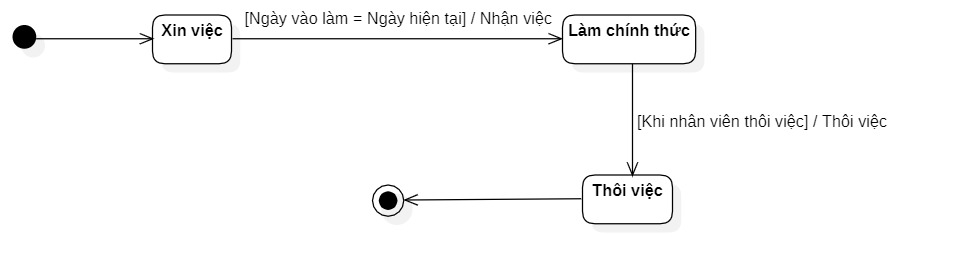 Xin việc
[Ngày vào làm = Ngày hiện tại] / Nhận việc
Làm chính thức
[Khi nhân viên thôi việc] / Thôi việc
Thôi việc